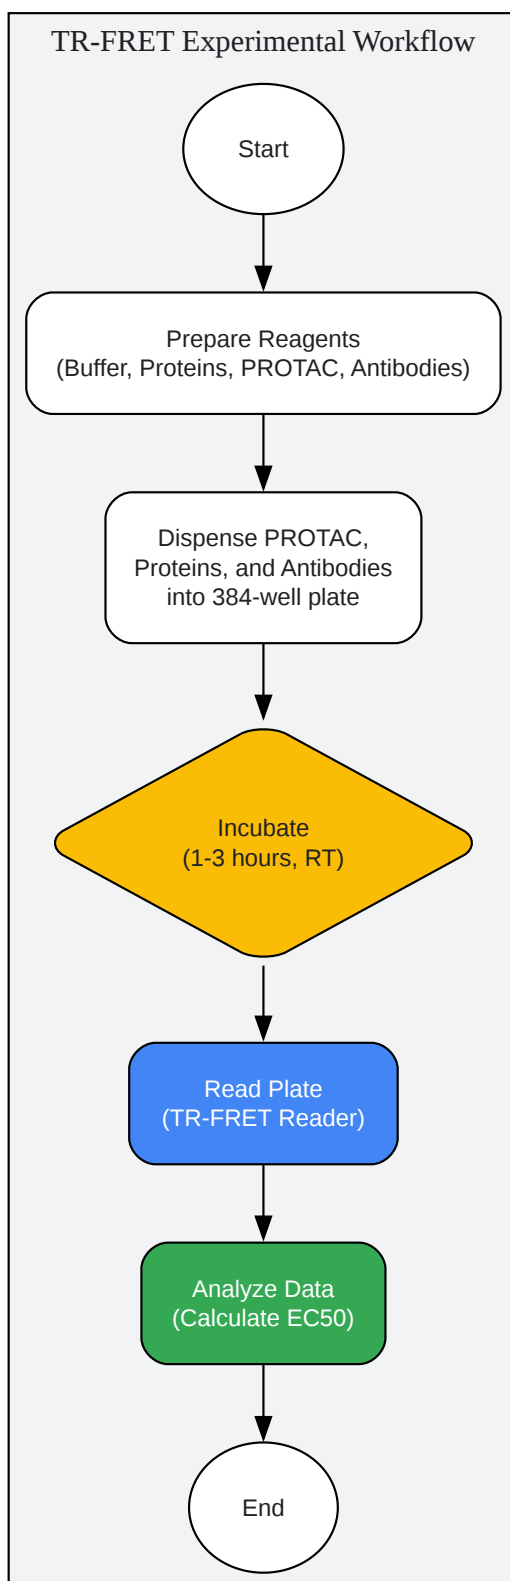 TR-FRET Experimental Workflow
Start
Prepare Reagents
(Buffer, Proteins, PROTAC, Antibodies)
Dispense PROTAC,
Proteins, and Antibodies
into 384-well plate
Incubate
(1-3 hours, RT)
Read Plate
(TR-FRET Reader)
Analyze Data
(Calculate EC50)
End